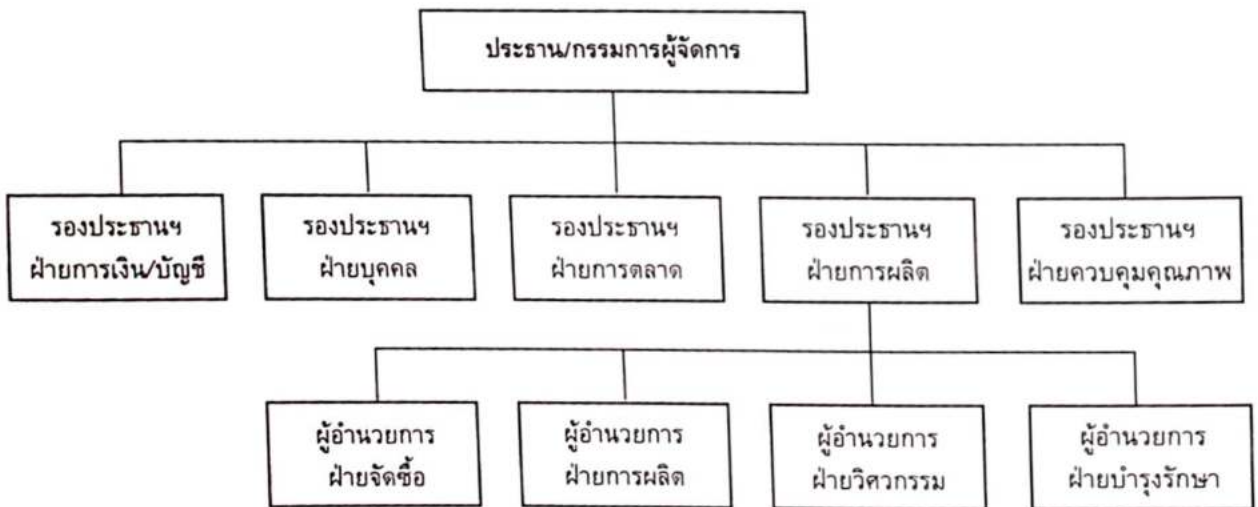 ประธาน/กรรมการผู้จัดการ
รองประธานฯ
ฝ่ายการเงิน/บัญชี
รองประธานฯ
ฝ่ายบุคคล
รองประธานฯ
ฝ่ายการตลาด
รองประธานฯ
ฝ่ายการผลิต
รองประธานฯ
ฝ่ายควบคุมคุณภาพ
ผู้อำนวยการ
ฝ่ายจัดซื้อ
ผู้อำนวยการ
ฝ่ายการผลิต
ผู้อำนวยการ
ฝ่ายวิศวกรรม
ผู้อำนวยการ
ฝ่ายบำรุงรักษา